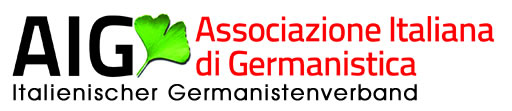 AIG
Associazione Italiana
di Germanistica
Italienischer Germanistenverband